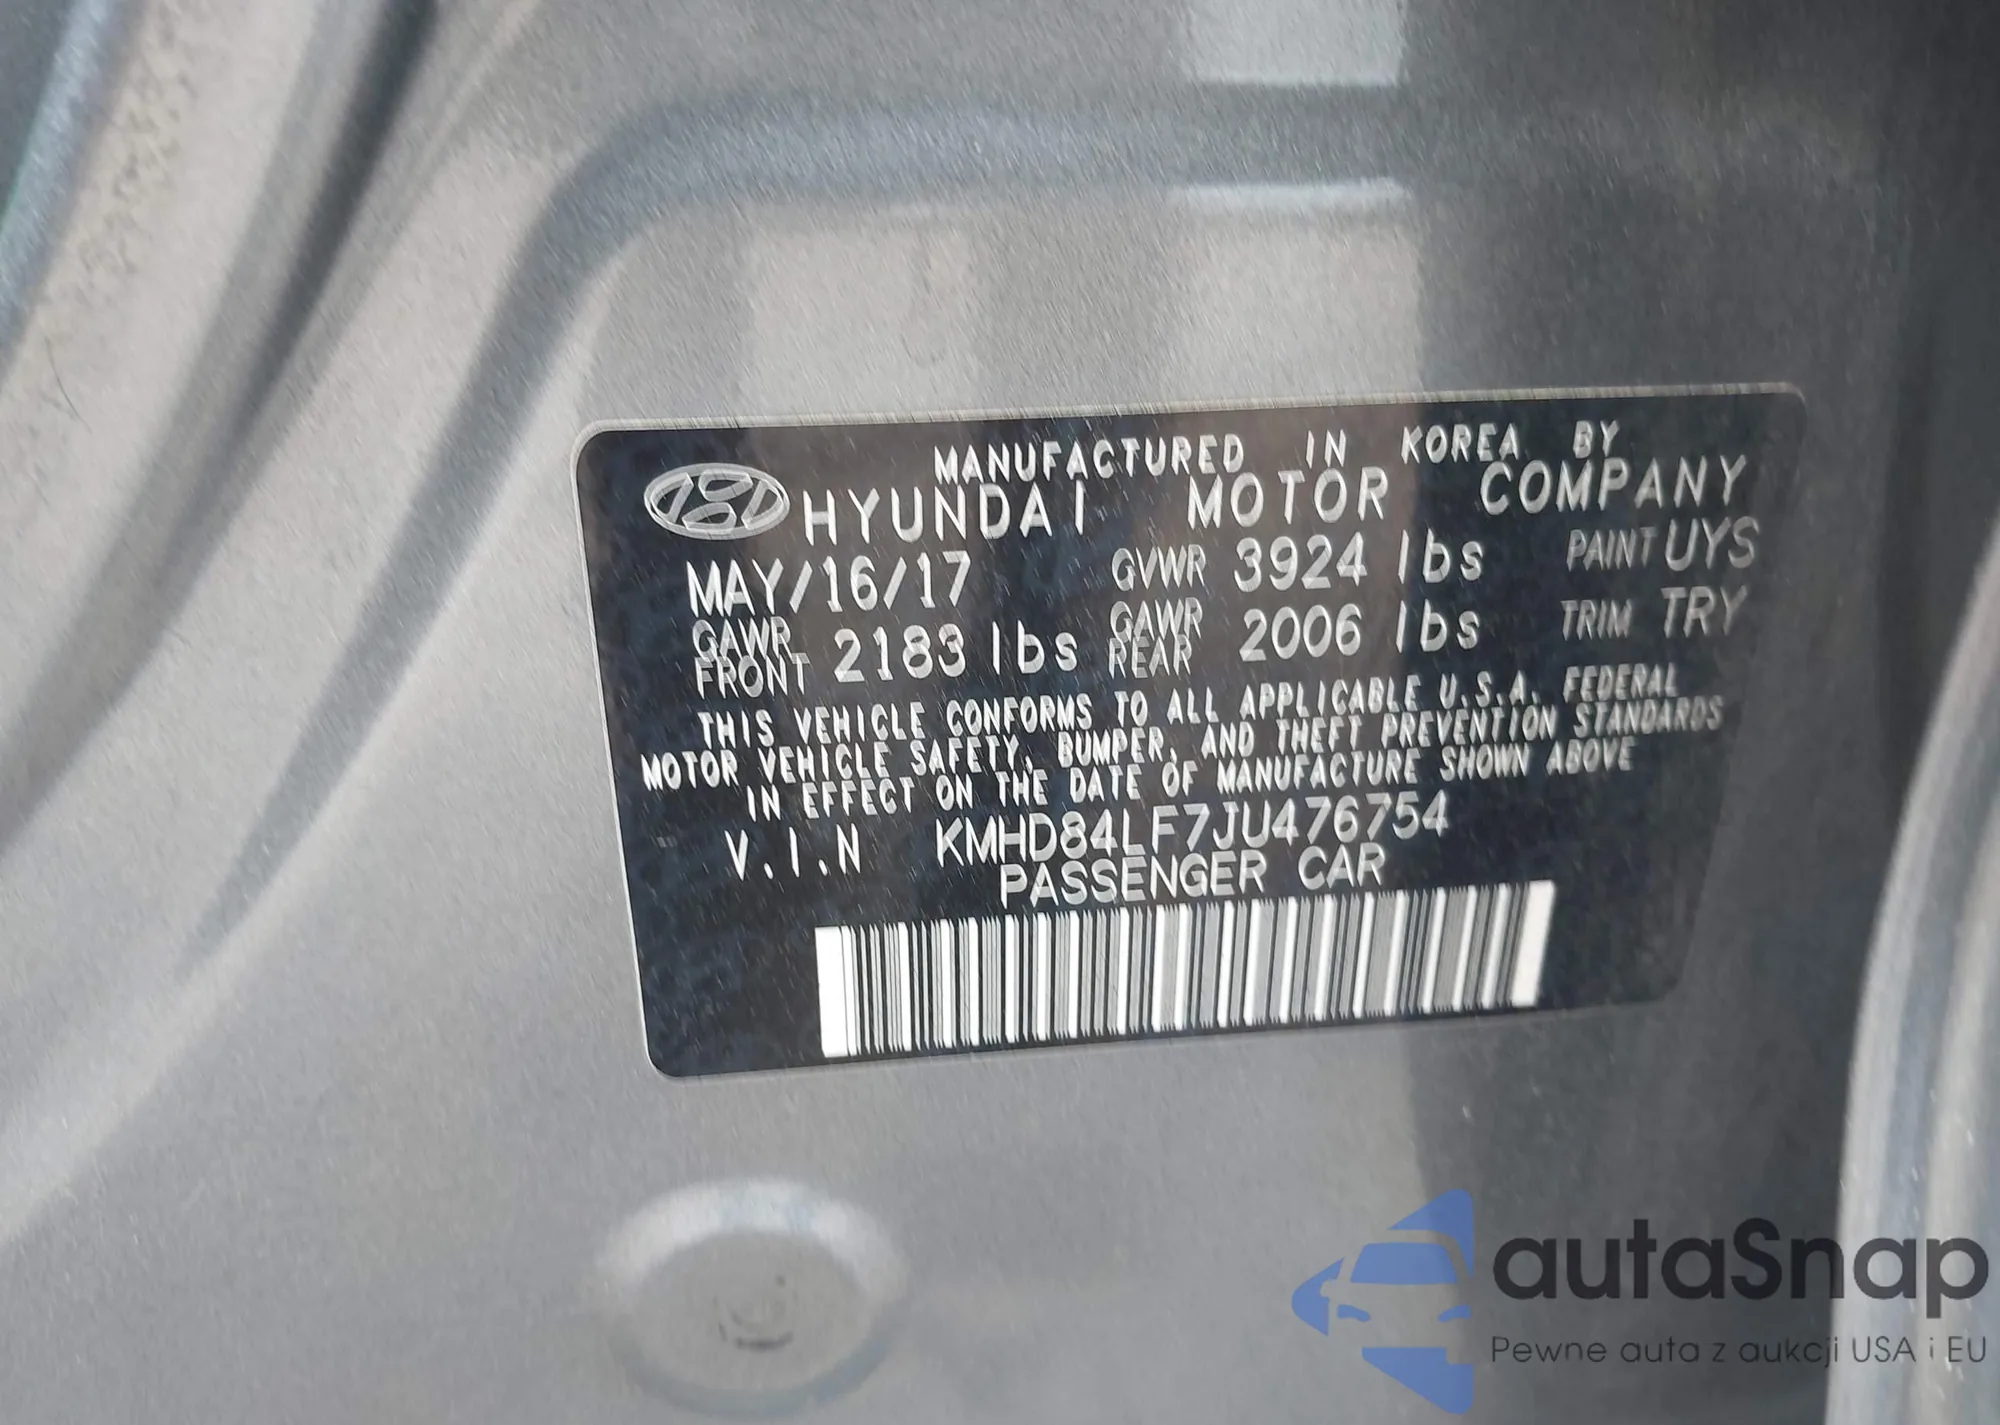 MANUFACTURED IN KOREA BY
HYUNDAI MOTOR COMPANY
MAY/16/17 GVWR 3924 lbs PAINT UYS
GAWR FRONT 2183 lbs GAWR REAR 2006 lbs TRIM TRY
THIS VEHICLE CONFORMS TO ALL APPLICABLE U.S.A. FEDERAL
MOTOR VEHICLE SAFETY, BUMPER, AND THEFT PREVENTION STANDARDS
IN EFFECT ON THE DATE OF MANUFACTURE SHOWN ABOVE
V.I.N KMHD84LF7JU476754
PASSENGER CAR
autaSnap
Pewne auta z aukcji USA i EU